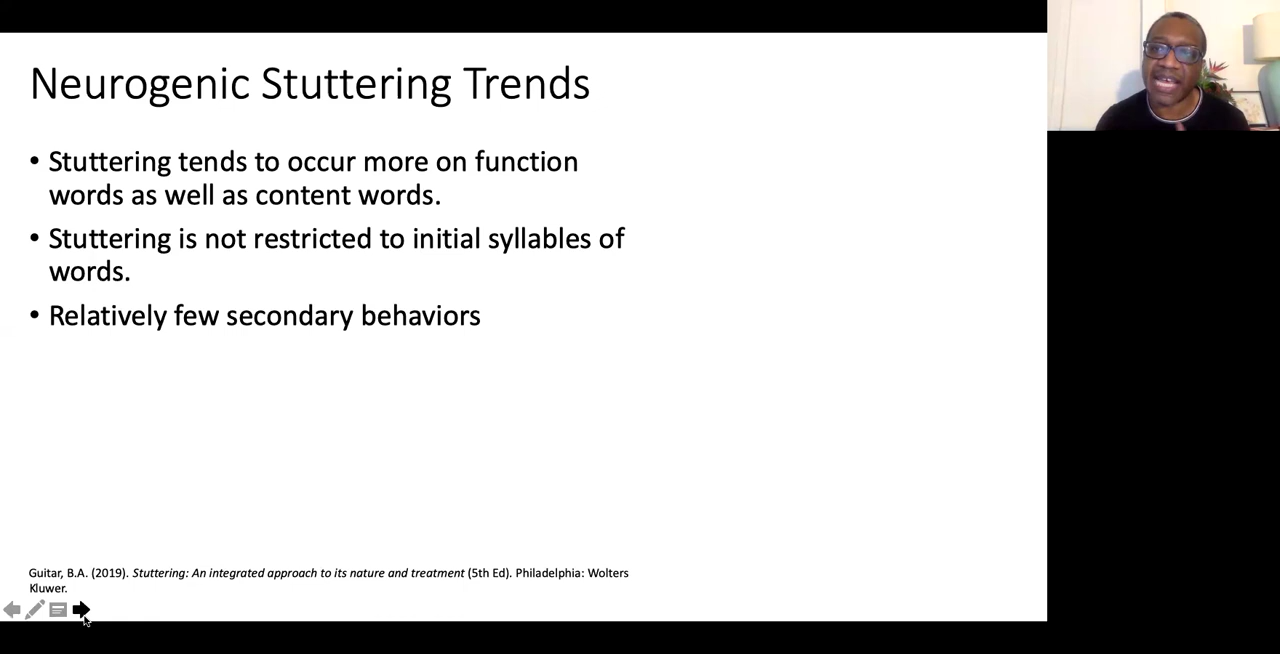 Neurogenic Stuttering Trends
• Stuttering tends to occur more on function
words as well as content words.
• Stuttering is not restricted to initial syllables of
words.
• Relatively few secondary behaviors
Guitar, B.A. (2019). Stuttering: An integrated approach to its nature and treatment (5th Ed). Philadelphia: Wolters
Kluwer.